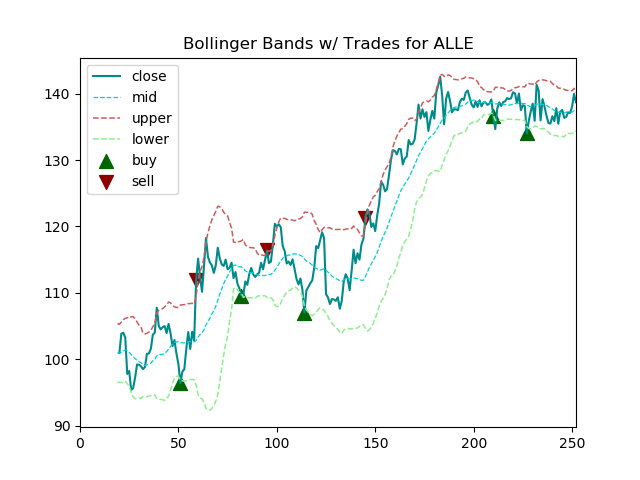 Bollinger Bands w/ Trades for ALLE
close
mid
upper
lower
buy
sell
140
130
120
110
100
90
0 50 100 150 200 250